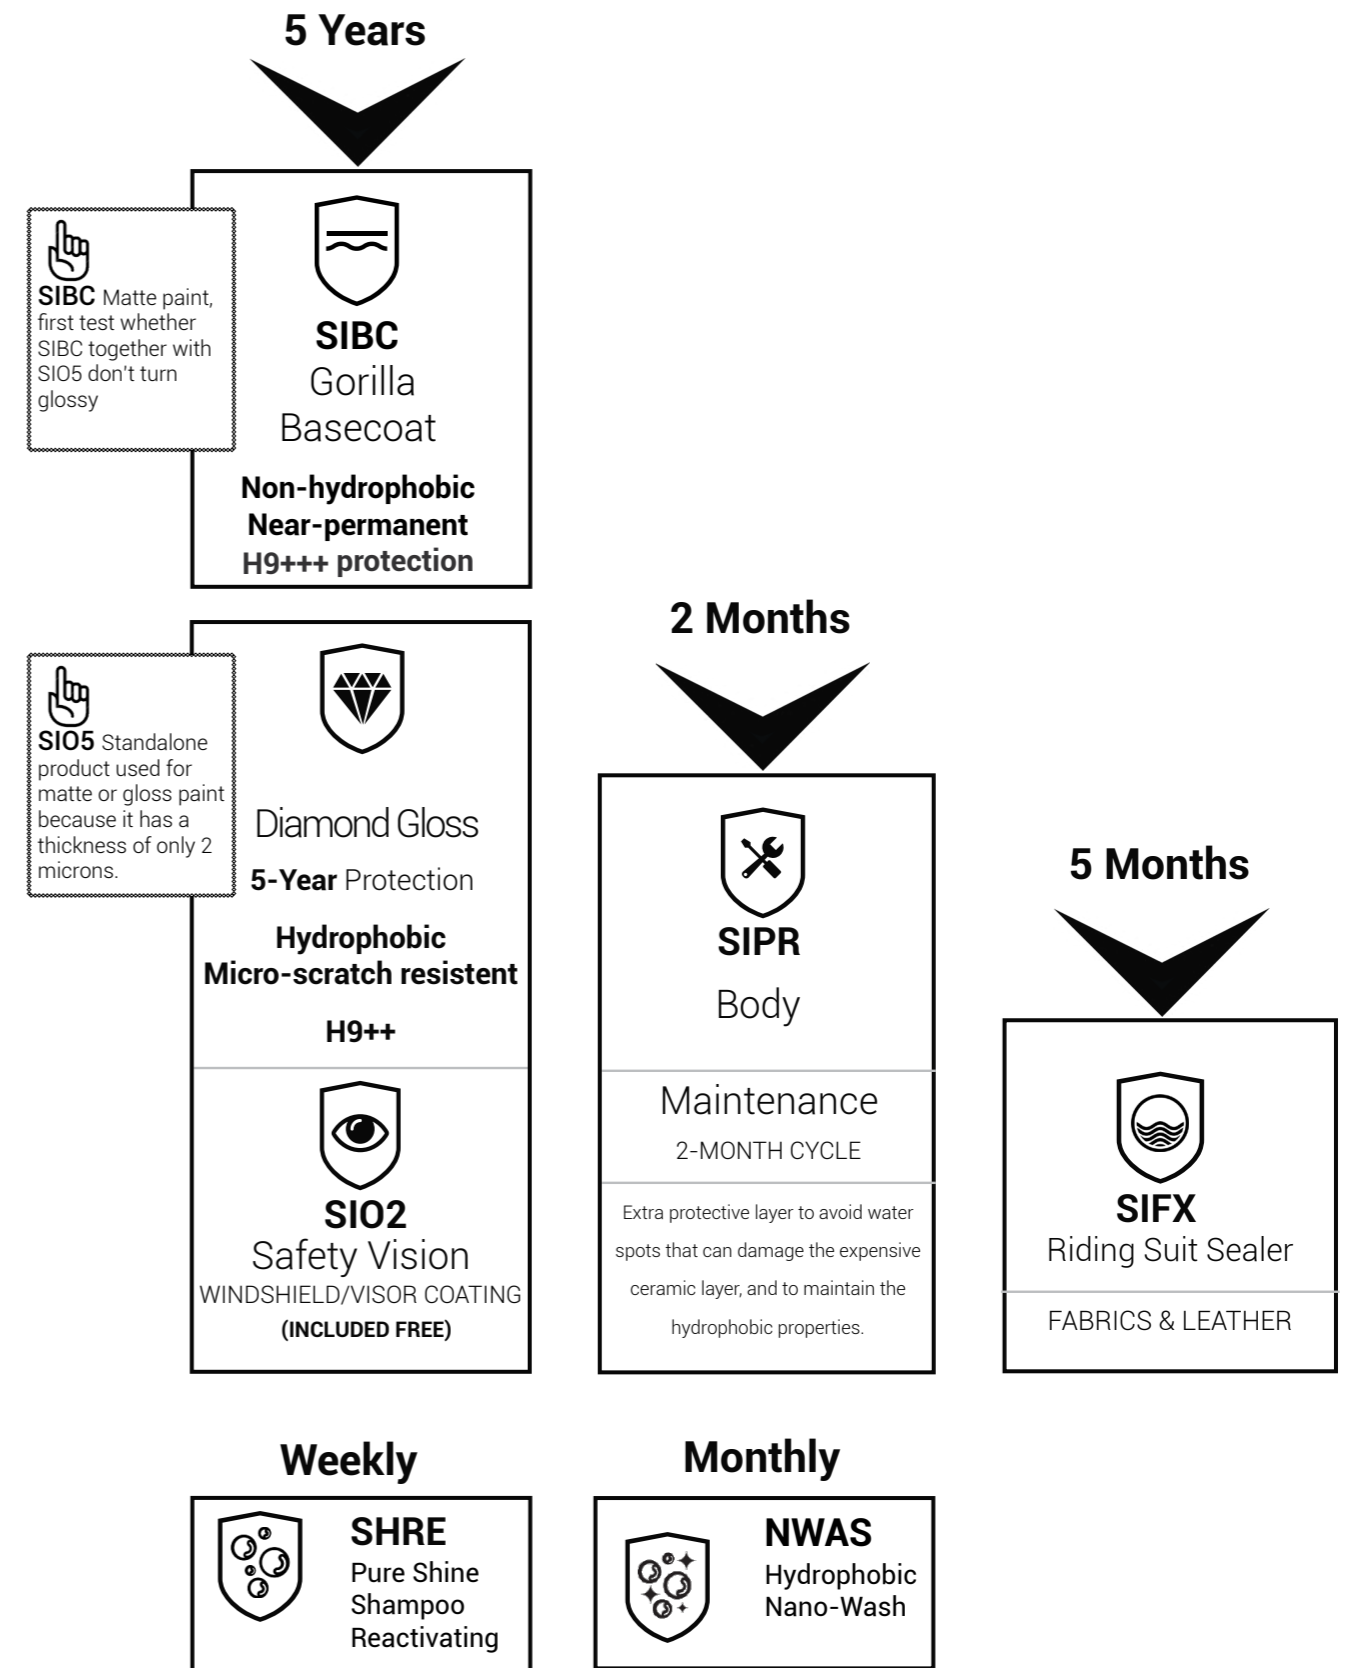 5 Years
SIBC Matte paint,
first test whether
SIBC together with
SIO5 don't turn
glossy
SIBC
Gorilla
Basecoat
Non-hydrophobic
Near-permanent
H9+++ protection
SIO5 Standalone
product used for
matte or gloss paint
because it has a
thickness of only 2
microns.
Diamond Gloss
5-Year Protection
Hydrophobic
Micro-scratch resistent
H9++
SIO2
Safety Vision
WINDSHIELD/VISOR COATING
(INCLUDED FREE)
2 Months
SIPR
Body
Maintenance
2-MONTH CYCLE
Extra protective layer to avoid water
spots that can damage the expensive
ceramic layer, and to maintain the
hydrophobic properties.
5 Months
SIFX
Riding Suit Sealer
FABRICS & LEATHER
Weekly
SHRE
Pure Shine
Shampoo
Reactivating
Monthly
NWAS
Hydrophobic
Nano-Wash